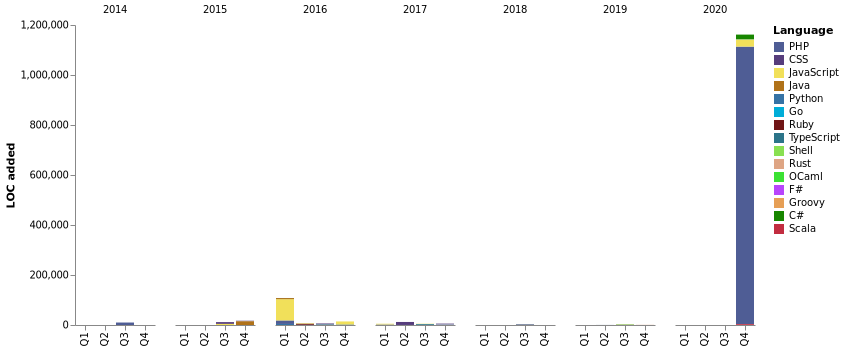 2014 2015 2016 2017 2018 2019 2020
1,200,000
1,000,000
800,000
600,000
400,000
200,000
0
LOC added
Q1 Q2 Q3 Q4 Q1 Q2 Q3 Q4 Q1 Q2 Q3 Q4 Q1 Q2 Q3 Q4 Q1 Q2 Q3 Q4 Q1 Q2 Q3 Q4 Q1 Q2 Q3 Q4
Language
PHP
CSS
JavaScript
Java
Python
Go
Ruby
TypeScript
Shell
Rust
OCaml
F#
Groovy
C#
Scala